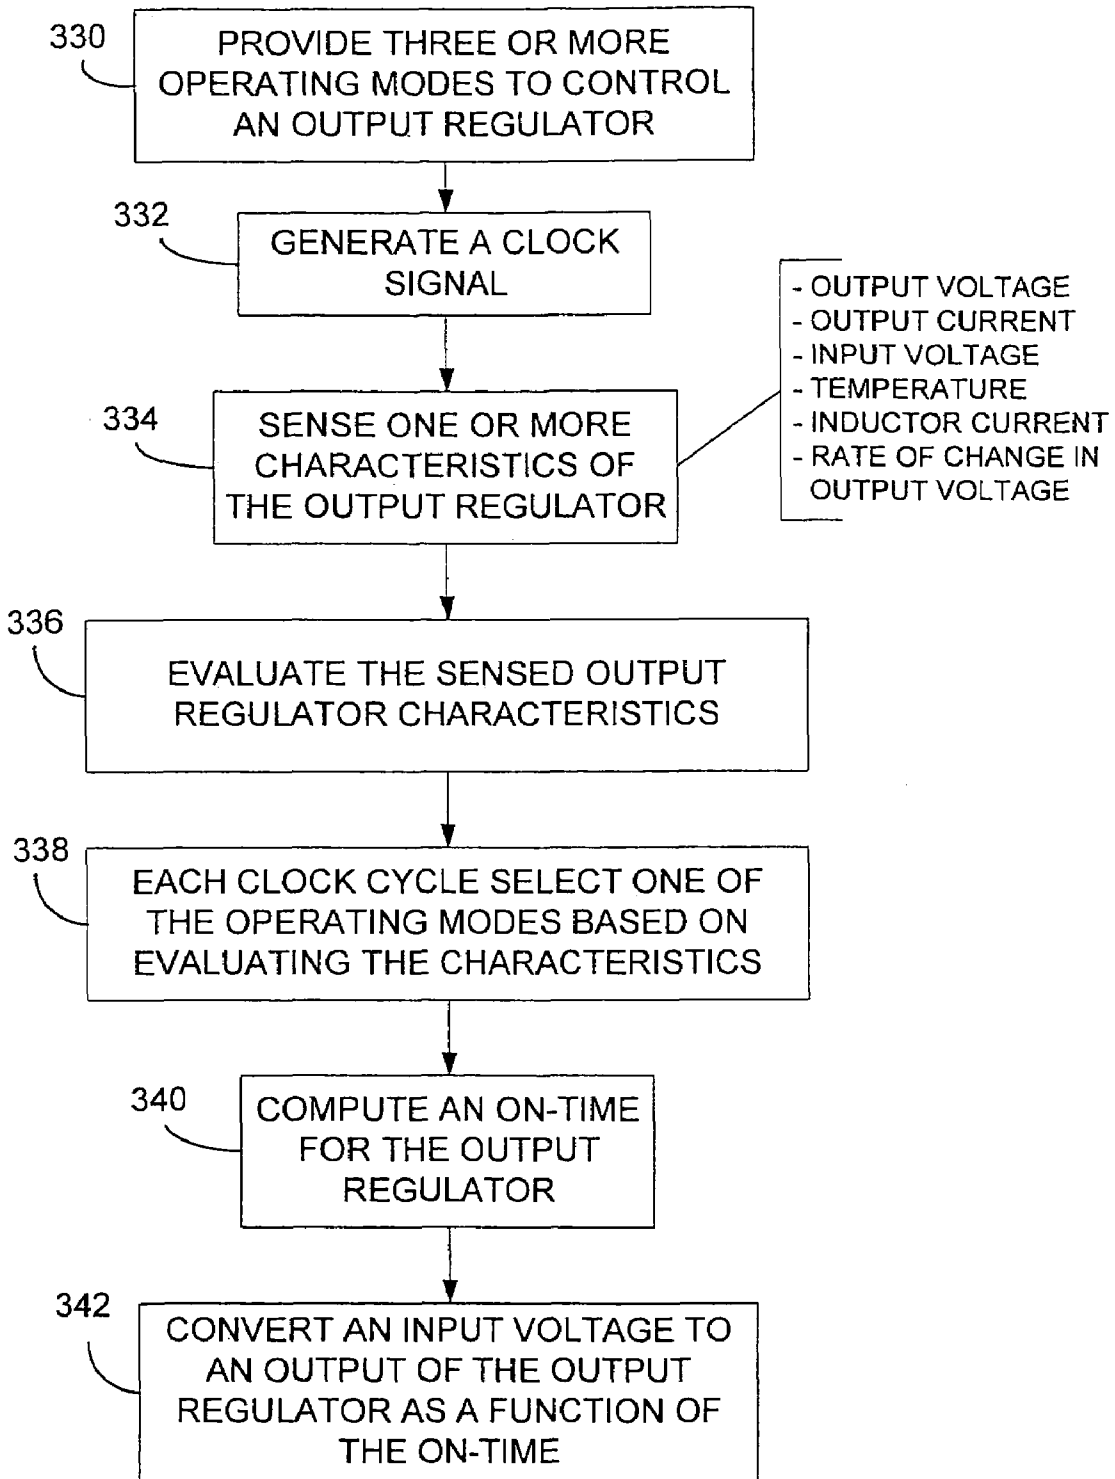 330
PROVIDE THREE OR MORE
OPERATING MODES TO CONTROL
AN OUTPUT REGULATOR
332
GENERATE A CLOCK
SIGNAL
334
SENSE ONE OR MORE
CHARACTERISTICS OF
THE OUTPUT REGULATOR
- OUTPUT VOLTAGE
- OUTPUT CURRENT
- INPUT VOLTAGE
- TEMPERATURE
- INDUCTOR CURRENT
- RATE OF CHANGE IN
OUTPUT VOLTAGE
336
EVALUATE THE SENSED OUTPUT
REGULATOR CHARACTERISTICS
338
EACH CLOCK CYCLE SELECT ONE OF
THE OPERATING MODES BASED ON
EVALUATING THE CHARACTERISTICS
340
COMPUTE AN ON-TIME
FOR THE OUTPUT
REGULATOR
342
CONVERT AN INPUT VOLTAGE TO
AN OUTPUT OF THE OUTPUT
REGULATOR AS A FUNCTION OF
THE ON-TIME